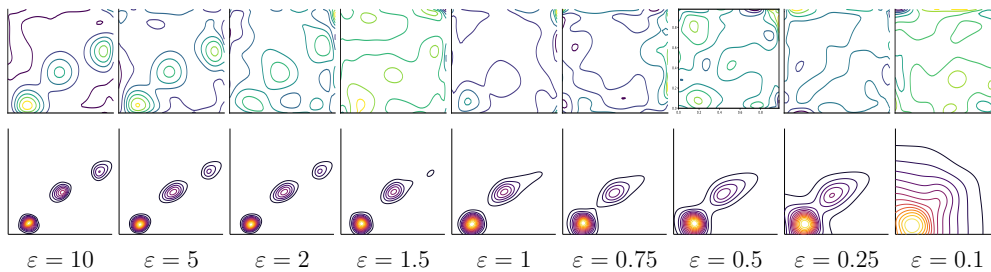 ε = 10 ε = 5 ε = 2 ε = 1.5 ε = 1 ε = 0.75 ε = 0.5 ε = 0.25 ε = 0.1